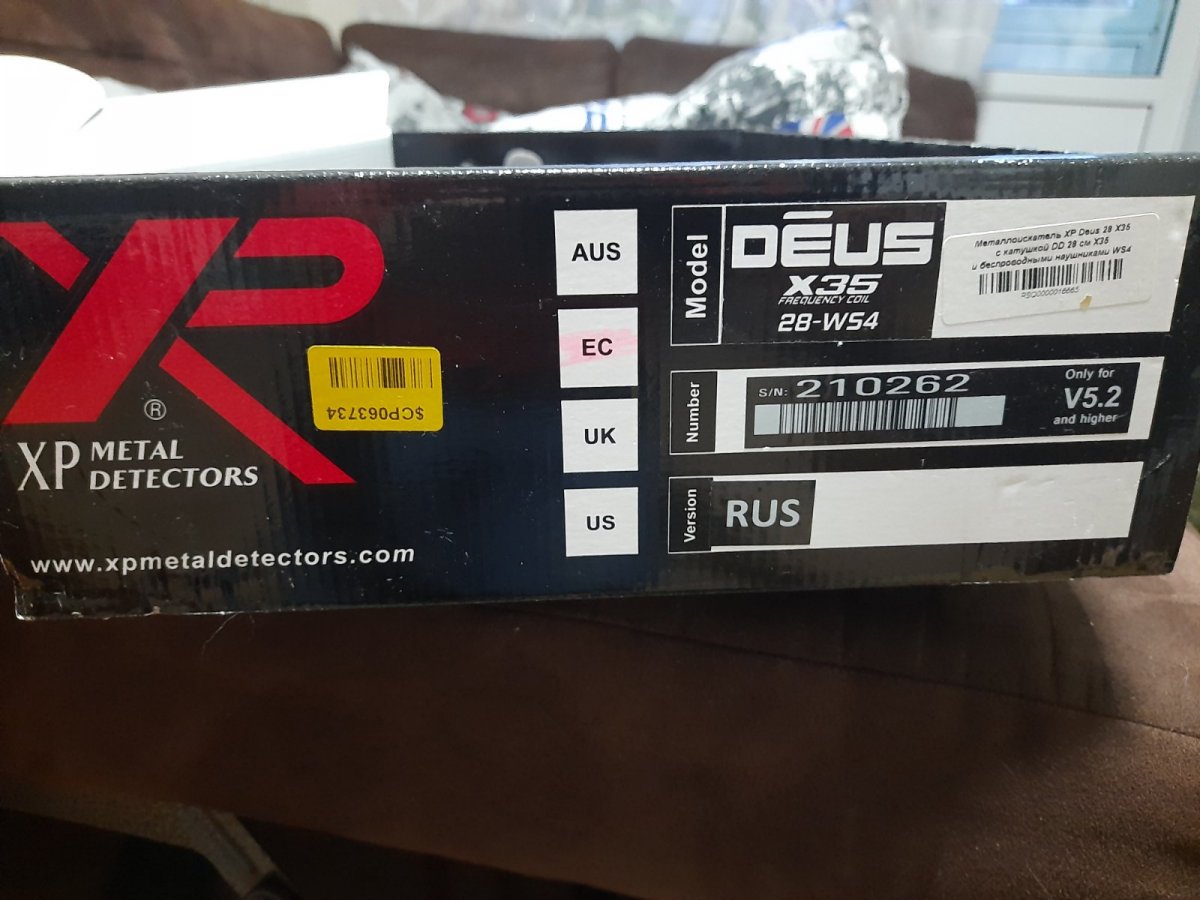 XP
®
XP METAL
DETECTORS
www.xpmetaldetectors.com
$CP063734
AUS
EC
UK
US
Model
DĒUS
X35
FREQUENCY COIL
28-WS4
Металлоискатель XP Deus 28 X35
с катушкой DD 28 см X35
и беспроводными наушниками WS4
RSQ0000016665
Number
S/N: 210262
Only for
V5.2
and higher
Version
RUS